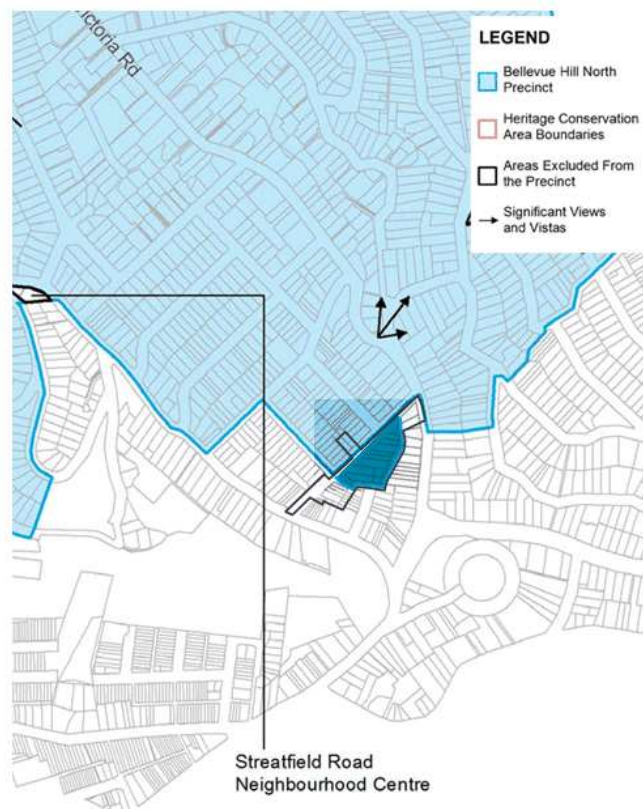 Victoria Rd
LEGEND
Bellevue Hill North
Precinct
Heritage Conservation
Area Boundaries
Areas Excluded From
the Precinct
Significant Views
and Vistas
Streatfield Road
Neighbourhood Centre